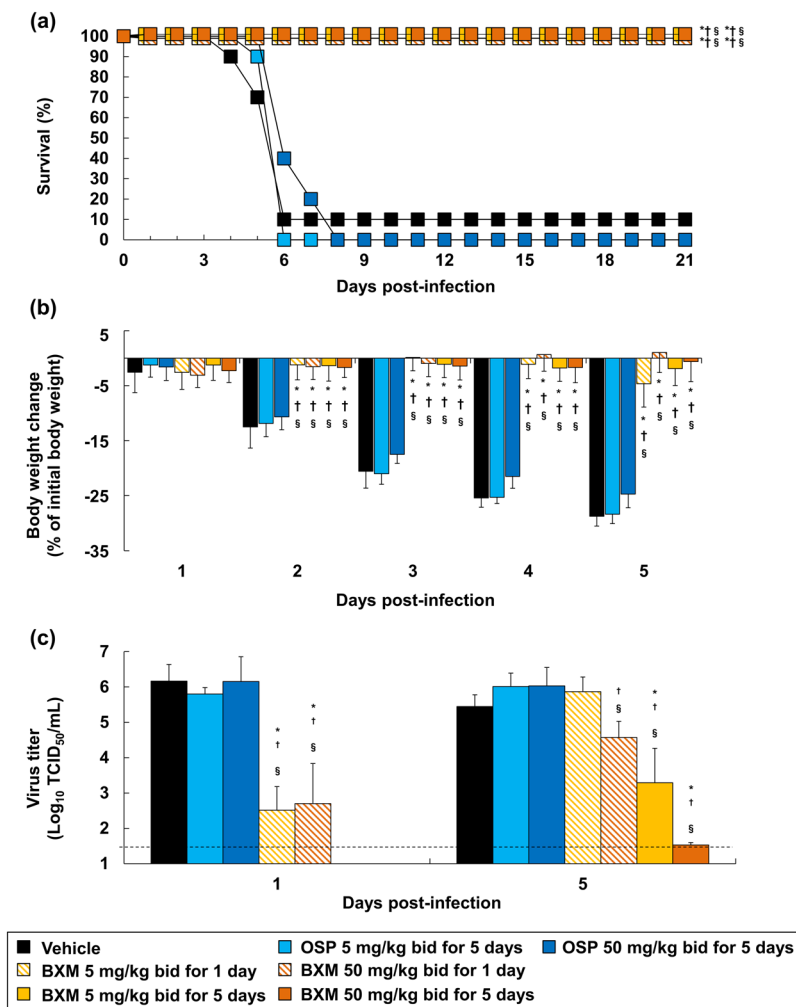 (a)
Survival (%)
100
90
80
70
60
50
40
30
20
10
0
*† § *† §
*† § *† §
0 3 6 9 12 15 18 21
Days post-infection
(b)
Body weight change
(% of initial body weight)
5
-5
-15
-25
-35
* * * *
† † † †
§ § § §
* * * *
† † † †
§ § § §
* * * *
† † † †
§ § § §
* * * *
† † † †
§ § § §
1 2 3 4 5
Days post-infection
(c)
Virus titer
(Log10 TCID50/mL)
7
6
5
4
3
2
1
* *
† †
§ §
† * *
§ † †
§ §
1 5
Days post-infection
Vehicle OSP 5 mg/kg bid for 5 days OSP 50 mg/kg bid for 5 days
BXM 5 mg/kg bid for 1 day BXM 50 mg/kg bid for 1 day
BXM 5 mg/kg bid for 5 days BXM 50 mg/kg bid for 5 days